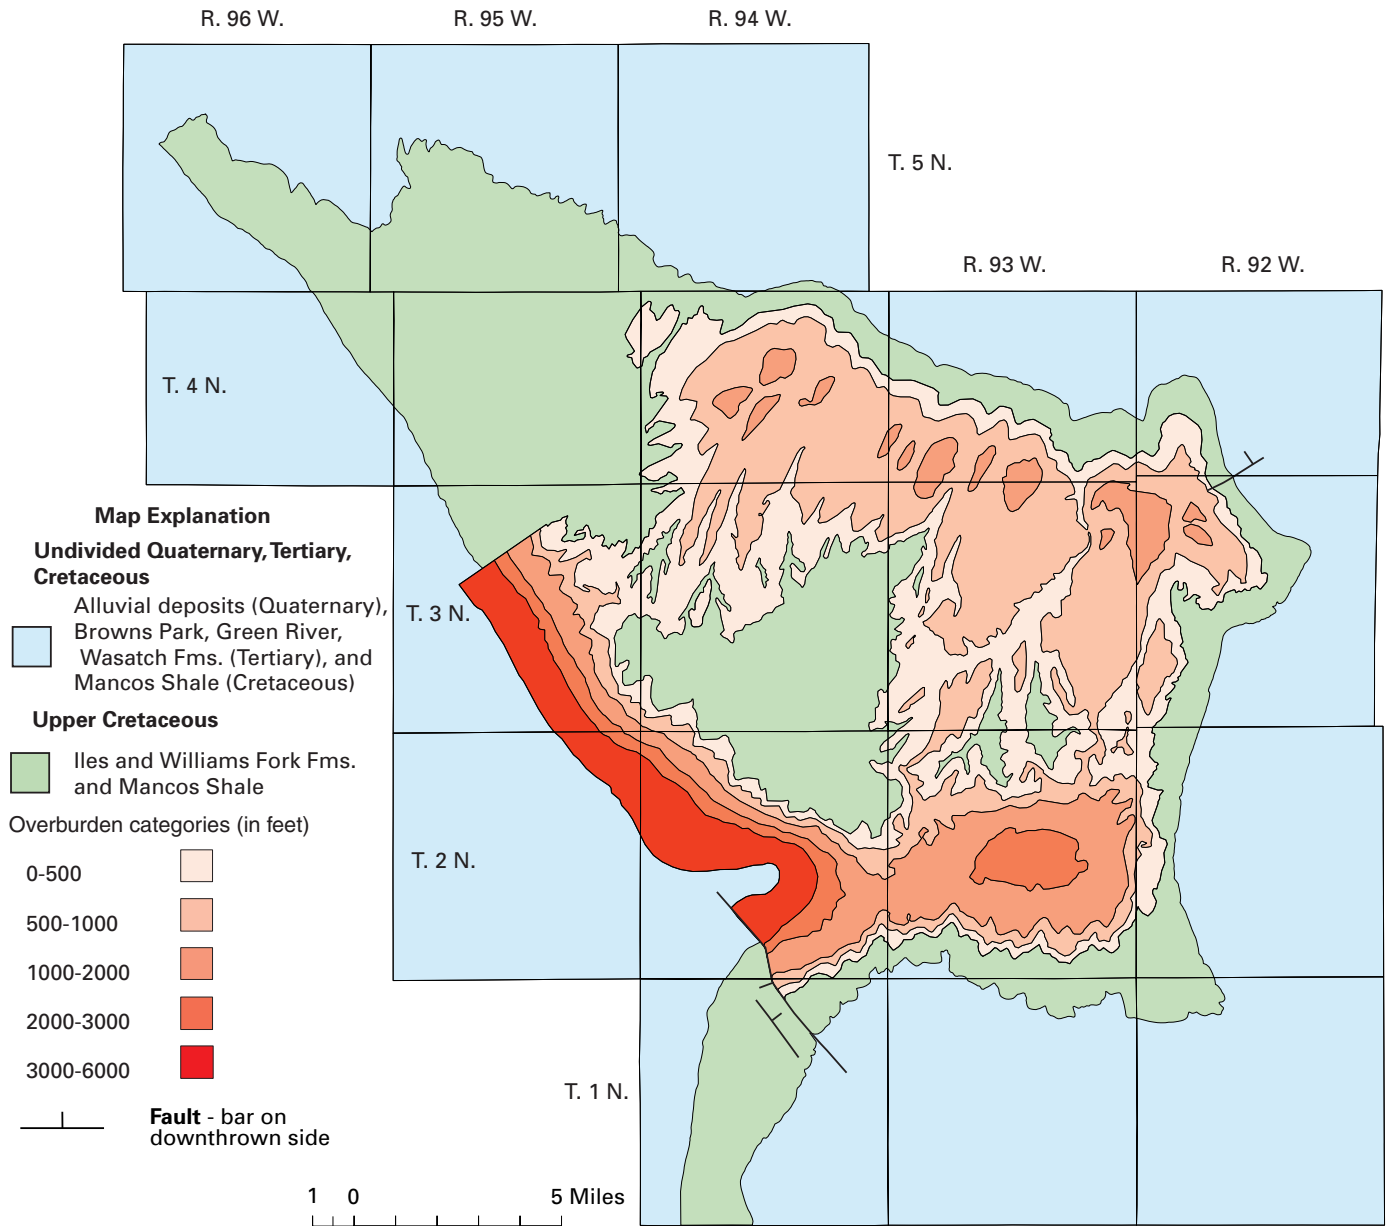 R. 96 W.
R. 95 W.
R. 94 W.
T. 5 N.
R. 93 W.
R. 92 W.
T. 4 N.
Map Explanation
Undivided Quaternary, Tertiary,
Cretaceous
Alluvial deposits (Quaternary),
Browns Park, Green River,
Wasatch Fms. (Tertiary), and
Mancos Shale (Cretaceous)
T. 3 N.
Upper Cretaceous
Iles and Williams Fork Fms.
and Mancos Shale
Overburden categories (in feet)
0-500
500-1000
1000-2000
2000-3000
3000-6000
T. 2 N.
Fault - bar on
downthrown side
T. 1 N.
1 0 5 Miles